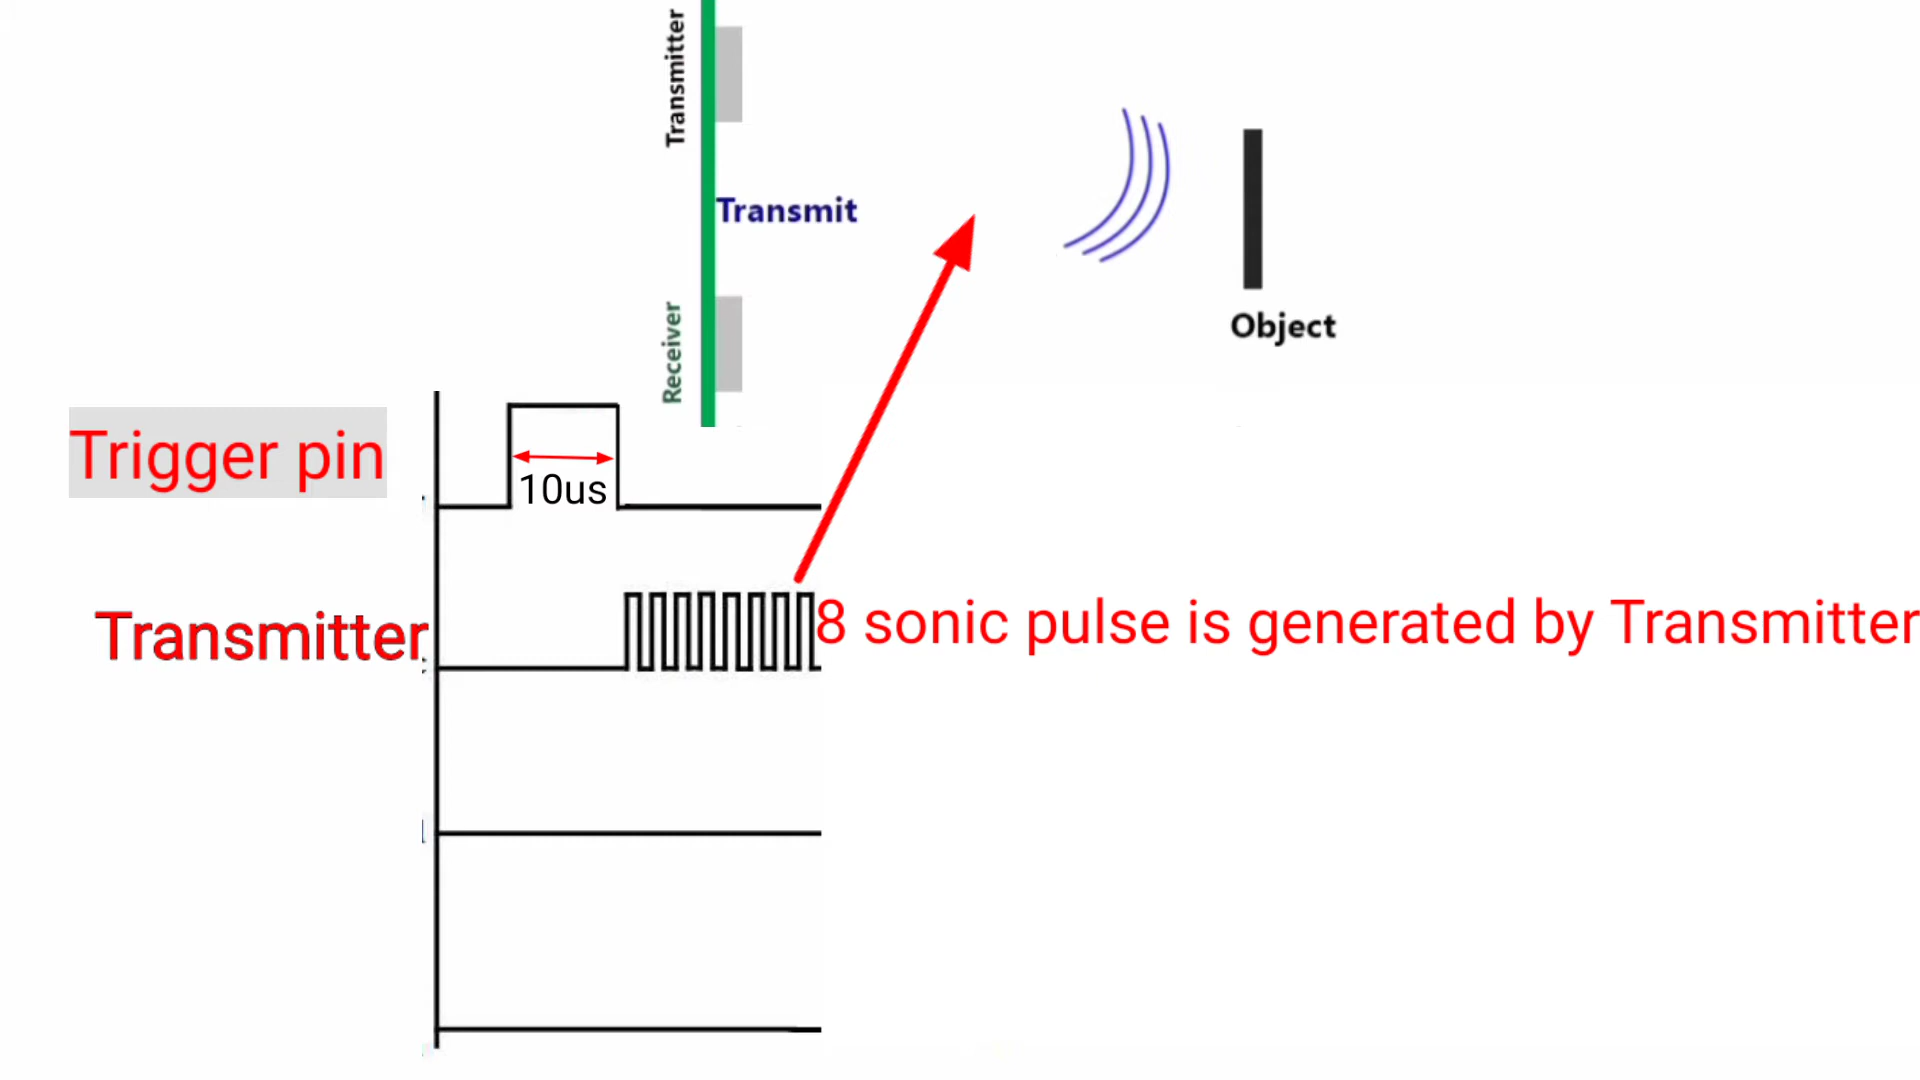 Transmitter
Transmit
Receiver
Object
Trigger pin
10us
Transmitter
8 sonic pulse is generated by Transmitter